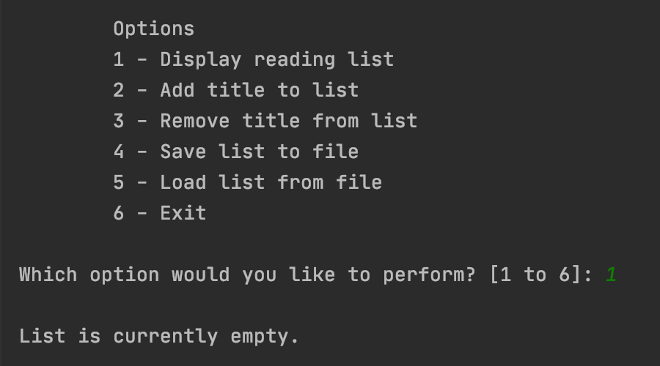 Options
1 - Display reading list
2 - Add title to list
3 - Remove title from list
4 - Save list to file
5 - Load list from file
6 - Exit
Which option would you like to perform? [1 to 6]: 1
List is currently empty.